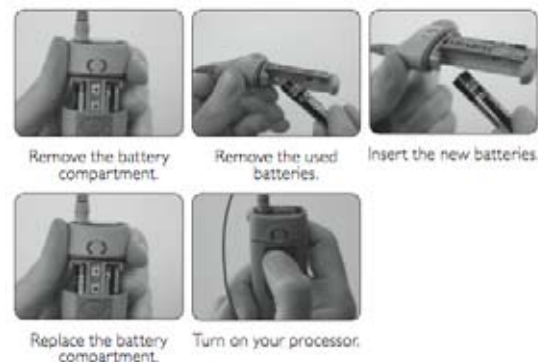 Remove the battery
compartment.
Remove the used
batteries.
Insert the new batteries
Replace the battery
compartment.
Turn on your processor.